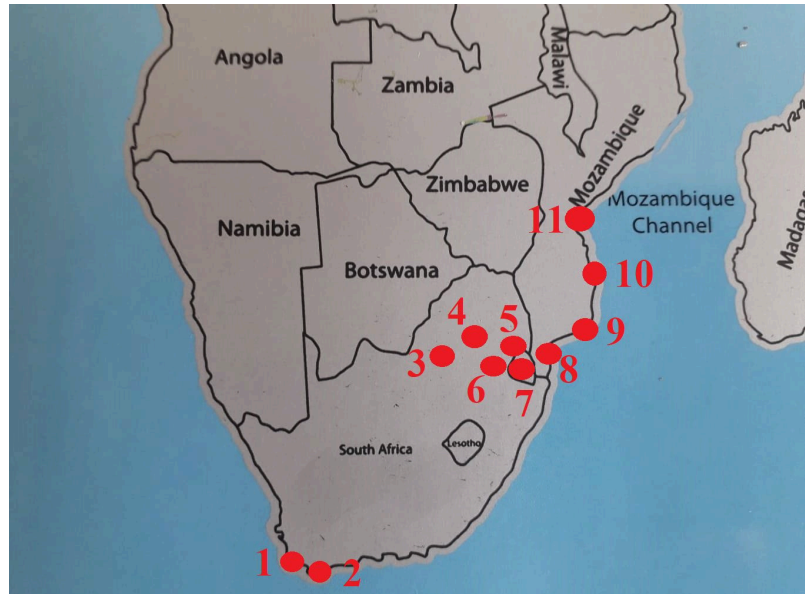 Angola
Zambia
Malawi
Mozambique
Zimbabwe
Mozambique
Channel
Namibia
11
Botswana
10
4
5
9
3
6
8
7
South Africa
Lesotho
1
2